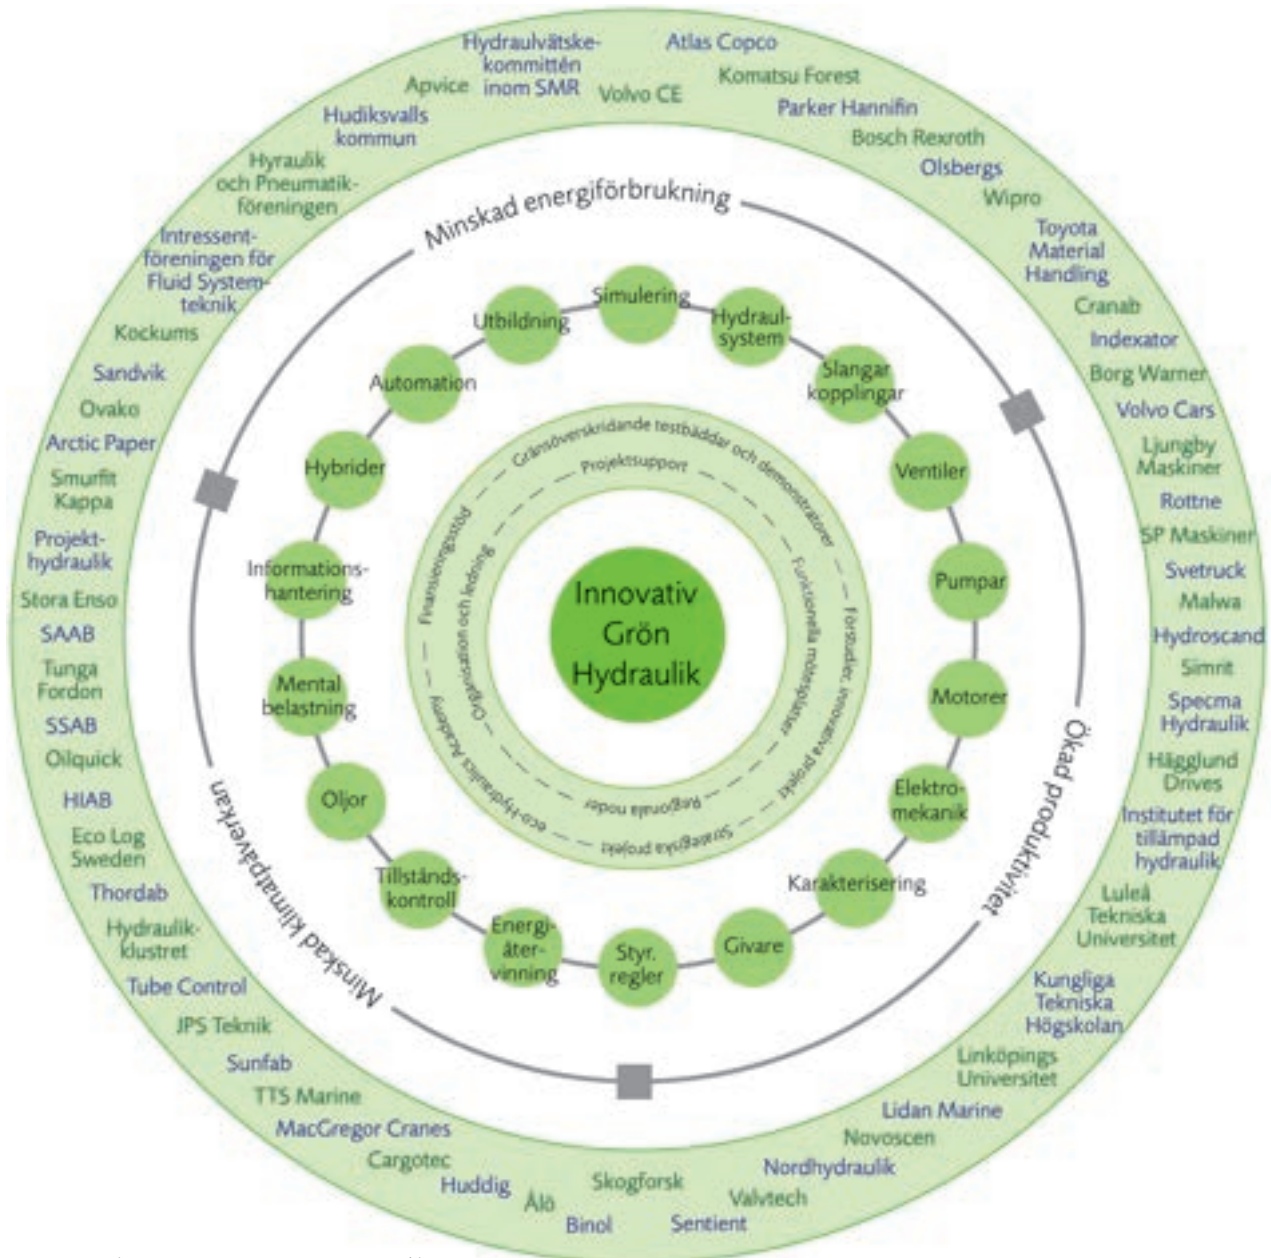 Hydraulvätske-
kommittén
inom SMR
Atlas Copco
Volvo CE
Komatsu Forest
Parker Hannifin
Bosch Rexroth
Olsbergs
Wipro
Toyota
Material
Handling
Cranab
Indexator
Borg Warner
Volvo Cars
Ljungby
Maskiner
Rottne
SP Maskiner
Svetruck
Malwa
Hydroscand
Simrit
Specma
Hydraulik
Hägglund
Drives
Institutet för
tillämpad
hydraulik
Luleå
Tekniska
Universitet
Kungliga
Tekniska
Högskolan
Linköpings
Universitet
Lidan Marine
Novoscen
Nordhydraulik
Valvtech
Sentient
Skogforsk
Binol
Ålö
Huddig
Cargotec
MacGregor Cranes
TTS Marine
Sunfab
JPS Teknik
Tube Control
Hydraulik-
klustret
Thordab
Eco Log
Sweden
HIAB
Oilquick
SSAB
Tunga
Fordon
SAAB
Stora Enso
Projekt-
hydraulik
Smurfit
Kappa
Arctic Paper
Ovako
Sandvik
Kockums
Intressent-
föreningen för
Fluid System-
teknik
Hyraulik
och Pneumatik-
föreningen
Hudiksvalls
kommun
Apvice
Minskad energiförbrukning
Ökad produktivitet
Minskad klimatpåverkan
Simulering
Hydraul-
system
Slangar
kopplingar
Ventiler
Pumpar
Motorer
Elektro-
mekanik
Karakterisering
Givare
Styr.
regler
Energi-
åter-
vinning
Tillstånds-
kontroll
Oljor
Mental
belastning
Informations-
hantering
Hybrider
Automation
Utbildning
Gränsöverskridande testbäddar och demonstratorer
Förstudier, innovativa projekt
Strategiska projekt
eco-Hydraulics Academy
Finansieringsstöd
Projektsupport
Funktionella mötesplatser
Regionala noder
Organisation och ledning
Innovativ
Grön
Hydraulik